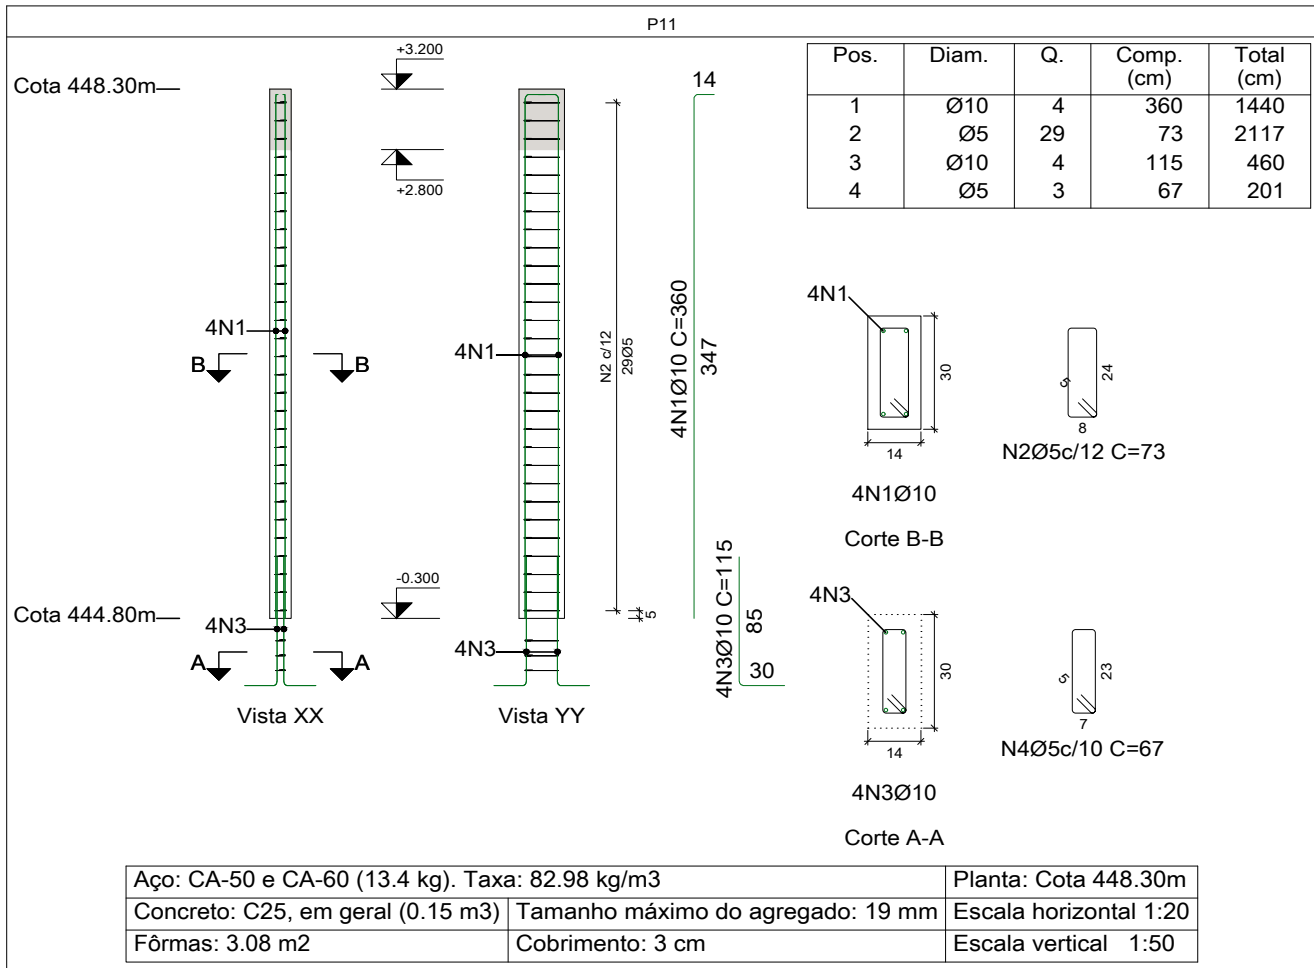 P11
Cota 448.30m
+3.200
+2.800
4N1
B B
-0.300
Cota 444.80m
4N3
A A
Vista XX
4N1
4N3
N2 c/12
29Ø5
5
Vista YY
14
4N1Ø10 C=360
347
4N3Ø10 C=115
85
30
Pos. Diam. Q. Comp. (cm) Total (cm)
1 Ø10 4 360 1440
2 Ø5 29 73 2117
3 Ø10 4 115 460
4 Ø5 3 67 201
4N1
30
14
4N1Ø10
Corte B-B
5
24
8
N2Ø5c/12 C=73
4N3
30
14
4N3Ø10
Corte A-A
5
23
7
N4Ø5c/10 C=67
Aço: CA-50 e CA-60 (13.4 kg). Taxa: 82.98 kg/m3 Planta: Cota 448.30m
Concreto: C25, em geral (0.15 m3) Tamanho máximo do agregado: 19 mm Escala horizontal 1:20
Fôrmas: 3.08 m2 Cobrimento: 3 cm Escala vertical 1:50